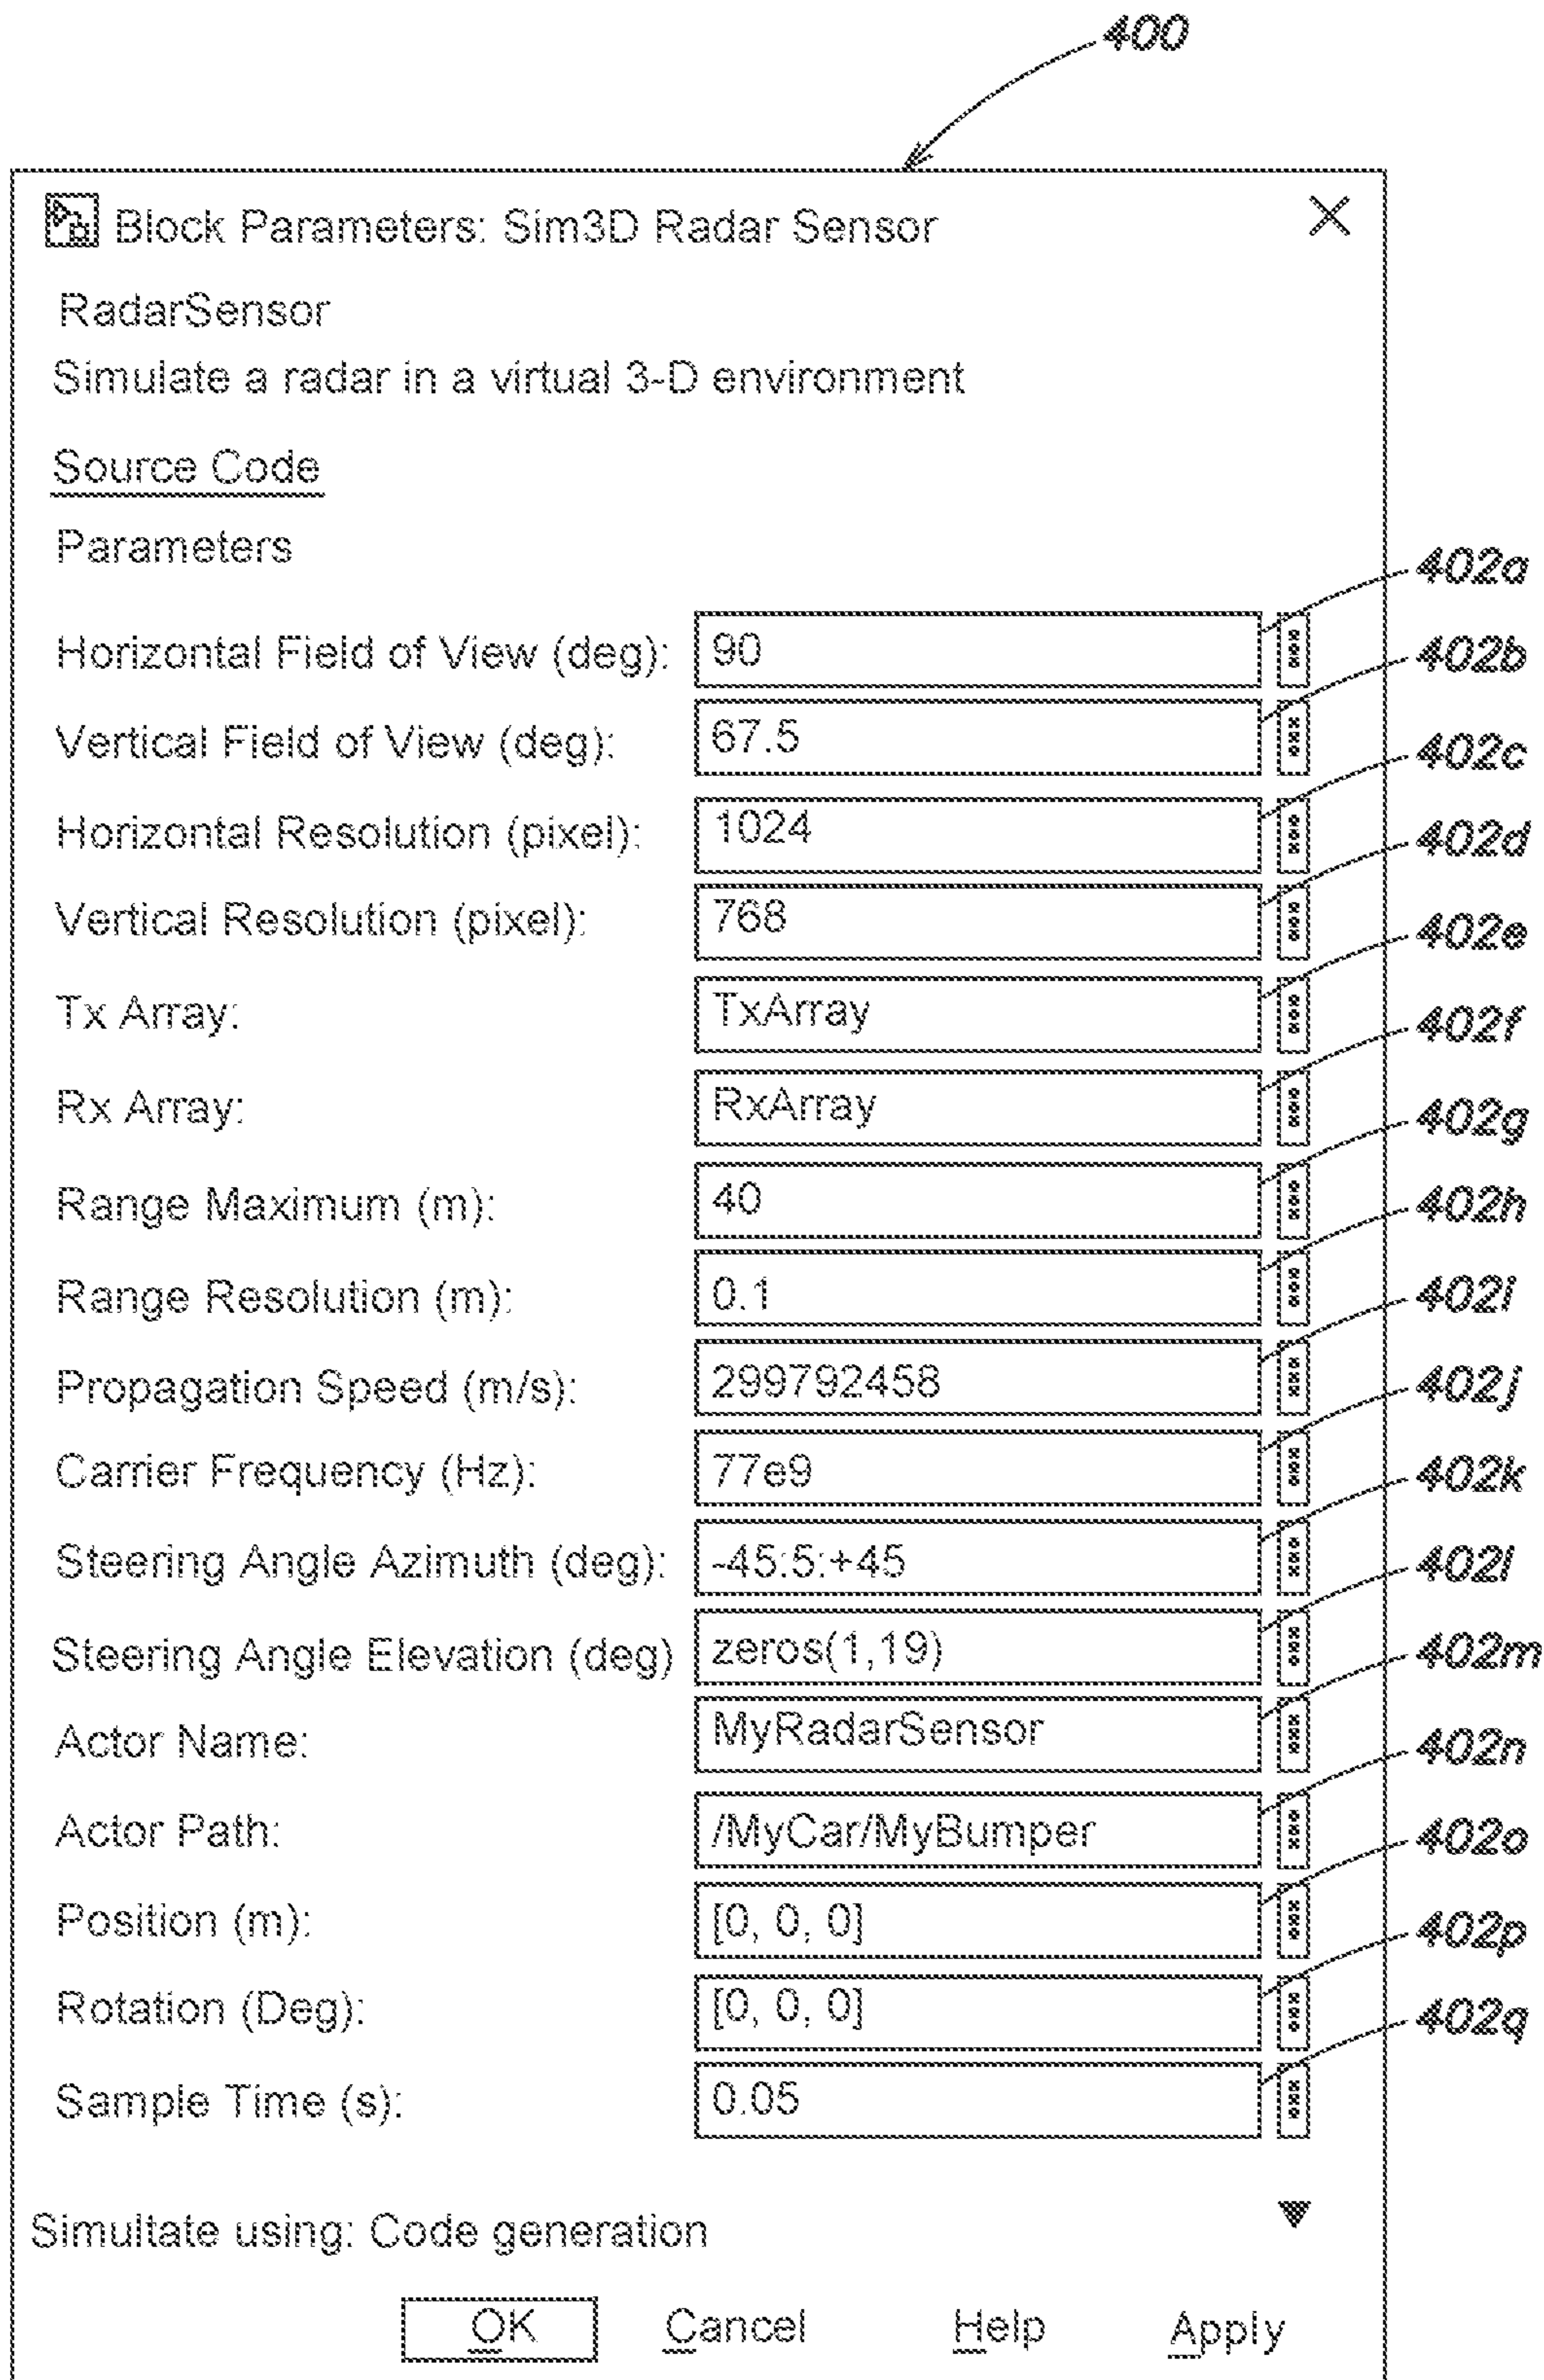 400
Block Parameters: Sim3D Radar Sensor
RadarSensor
Simulate a radar in a virtual 3-D environment
Source Code
Parameters
402a
Horizontal Field of View (deg): 90
402b
Vertical Field of View (deg): 67.5
402c
Horizontal Resolution (pixel): 1024
402d
Vertical Resolution (pixel): 768
402e
Tx Array: TxArray
402f
Rx Array: RxArray
402g
Range Maximum (m): 40
402h
Range Resolution (m): 0.1
402i
Propagation Speed (m/s): 299792458
402j
Carrier Frequency (Hz): 77e9
402k
Steering Angle Azimuth (deg): -45:5:+45
402l
Steering Angle Elevation (deg) zeros(1,19)
402m
Actor Name: MyRadarSensor
402n
Actor Path: /MyCar/MyBumper
402o
Position (m): [0, 0, 0]
402p
Rotation (Deg): [0, 0, 0]
402q
Sample Time (s): 0.05
Simultate using: Code generation
OK Cancel Help Apply